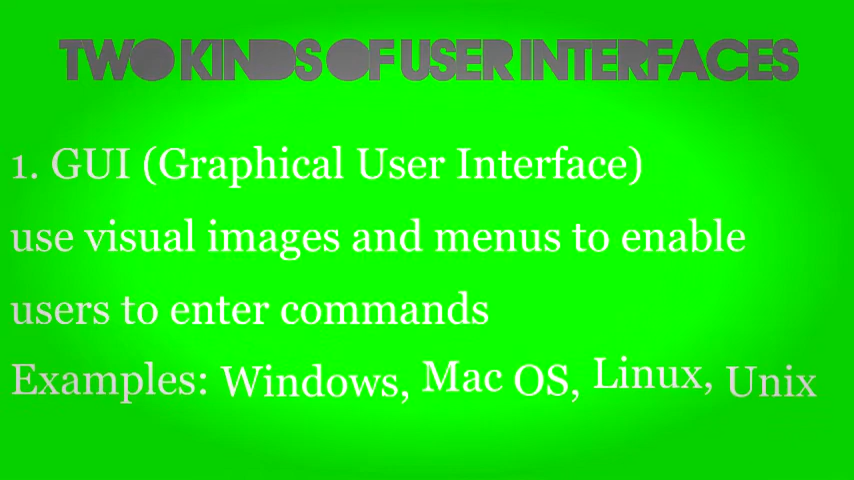 TWO KINDS OF USER INTERFACES
1. GUI (Graphical User Interface)
use visual images and menus to enable
users to enter commands
Examples: Windows, Mac OS, Linux, Unix